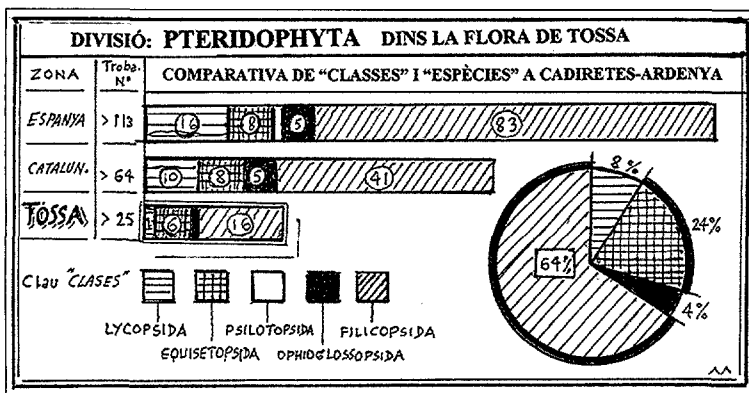 DIVISIÓ: PTERIDOPHYTA DINS LA FLORA DE TOSSA
ZONA
Troba.
Nº
COMPARATIVA DE “CLASSES” I “ESPÈCIES” A CADIRETES-ARDENYA
ESPANYA >113 16 8 5 83
CATALUN. >64 10 8 5 41
TOSSA >25 6 16
8%
24%
64%
4%
Clau "CLASES"
LYCOPSIDA PSILOTOPSIDA FILICOPSIDA
EQUISETOPSIDA OPHIOGLOSSOPSIDA